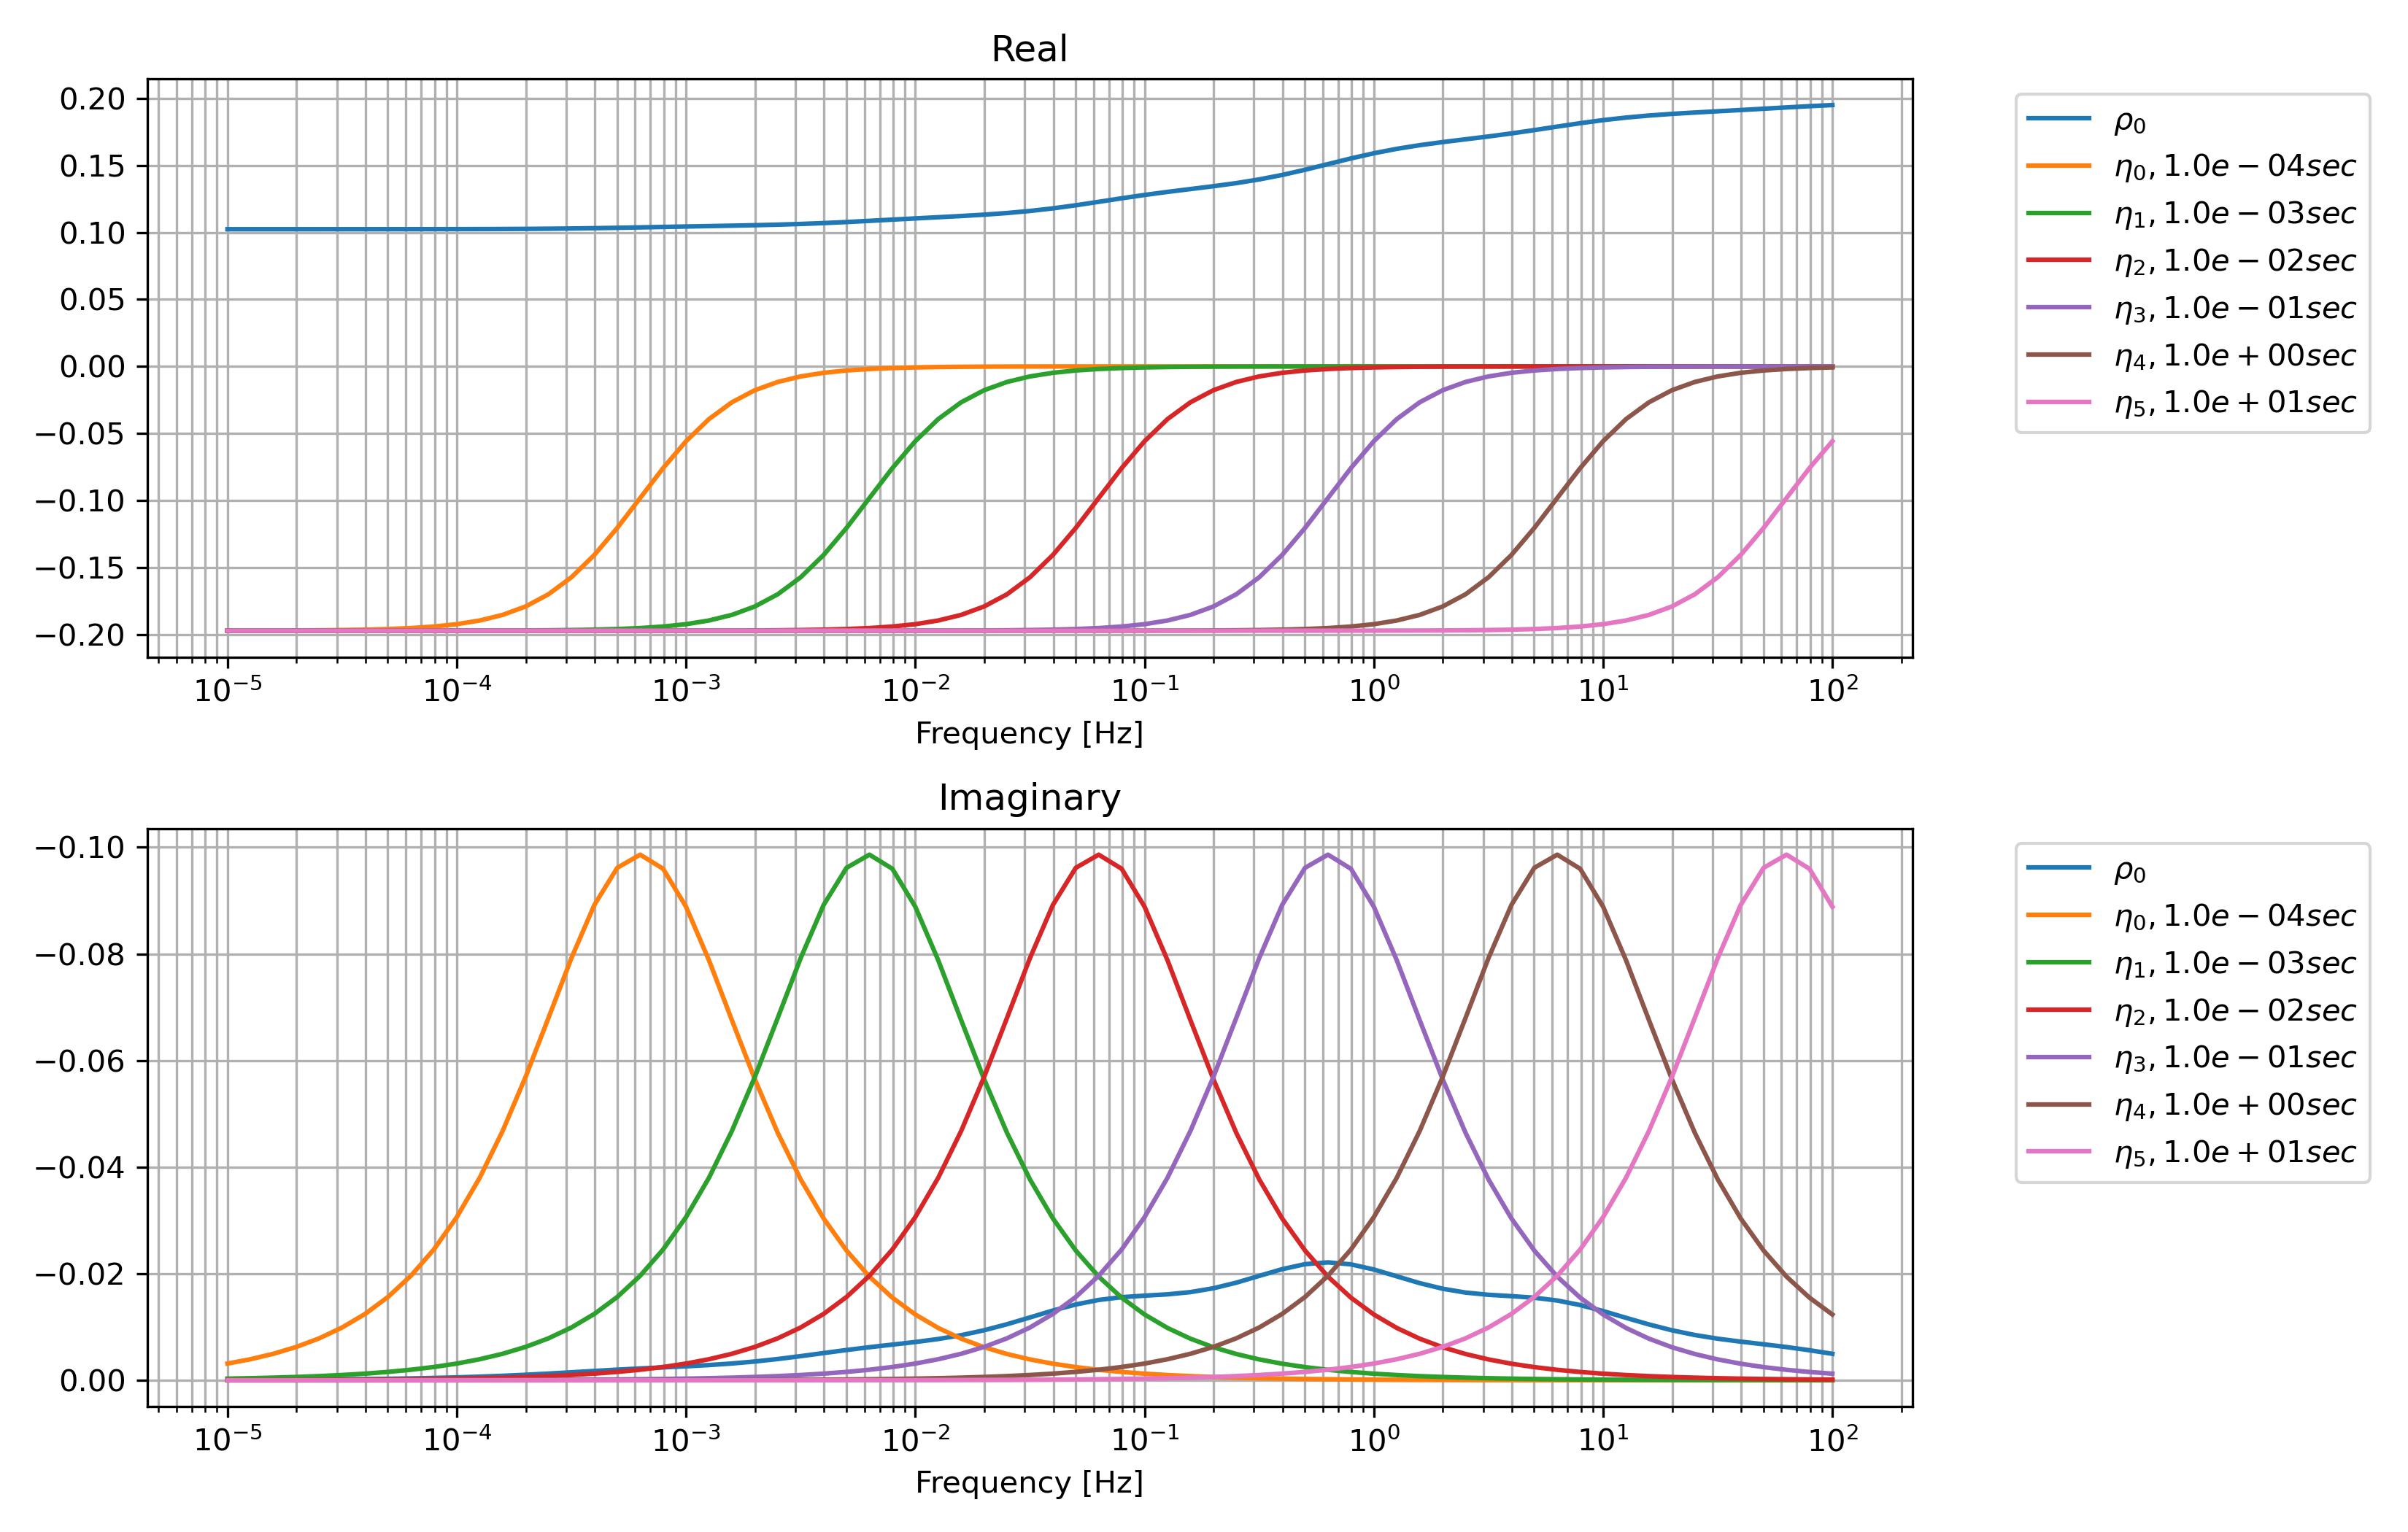 Real
0.20
0.15
0.10
0.05
0.00
−0.05
−0.10
−0.15
−0.20
10⁻⁵ 10⁻⁴ 10⁻³ 10⁻² 10⁻¹ 10⁰ 10¹ 10²
Frequency [Hz]
ρ₀
η₀, 1.0e − 04sec
η₁, 1.0e − 03sec
η₂, 1.0e − 02sec
η₃, 1.0e − 01sec
η₄, 1.0e + 00sec
η₅, 1.0e + 01sec
Imaginary
−0.10
−0.08
−0.06
−0.04
−0.02
0.00
10⁻⁵ 10⁻⁴ 10⁻³ 10⁻² 10⁻¹ 10⁰ 10¹ 10²
Frequency [Hz]
ρ₀
η₀, 1.0e − 04sec
η₁, 1.0e − 03sec
η₂, 1.0e − 02sec
η₃, 1.0e − 01sec
η₄, 1.0e + 00sec
η₅, 1.0e + 01sec